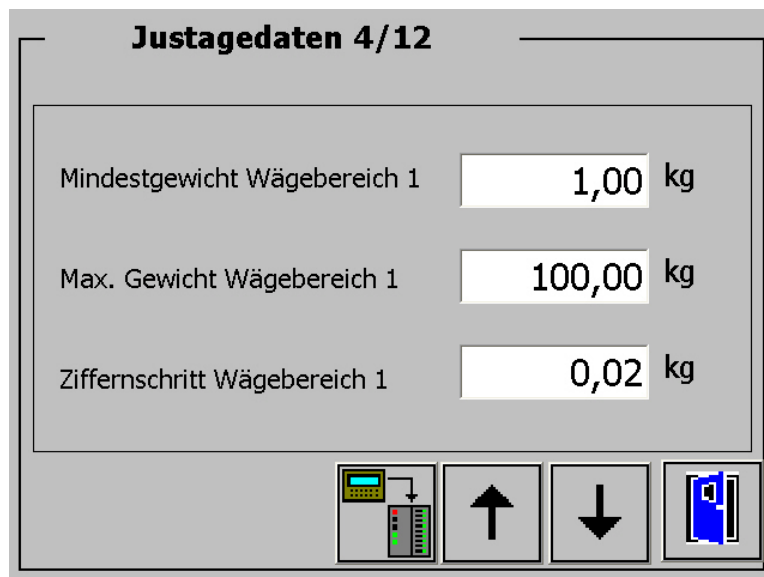 Justagedaten 4/12
Mindestgewicht Wägebereich 1 1,00 kg
Max. Gewicht Wägebereich 1 100,00 kg
Ziffernschritt Wägebereich 1 0,02 kg